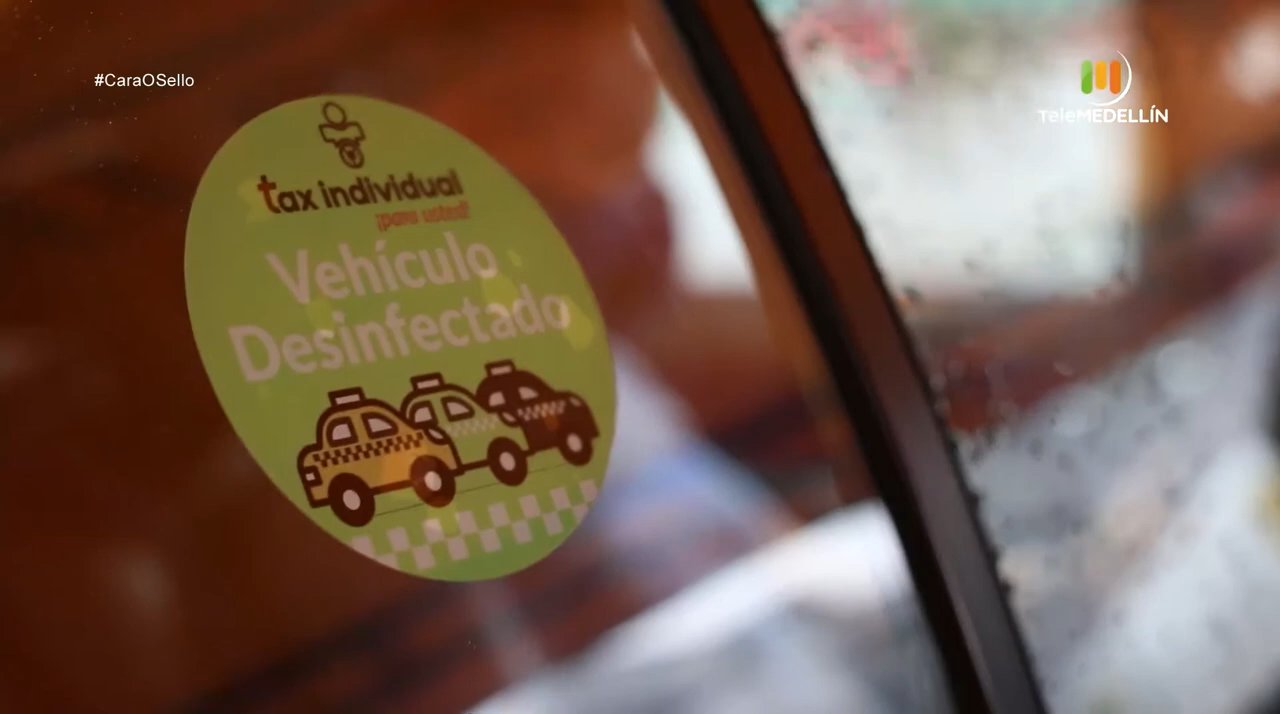 #CaraOSello
TeleMEDELLÍN
tax individual
¡para usted!
Vehículo
Desinfectado